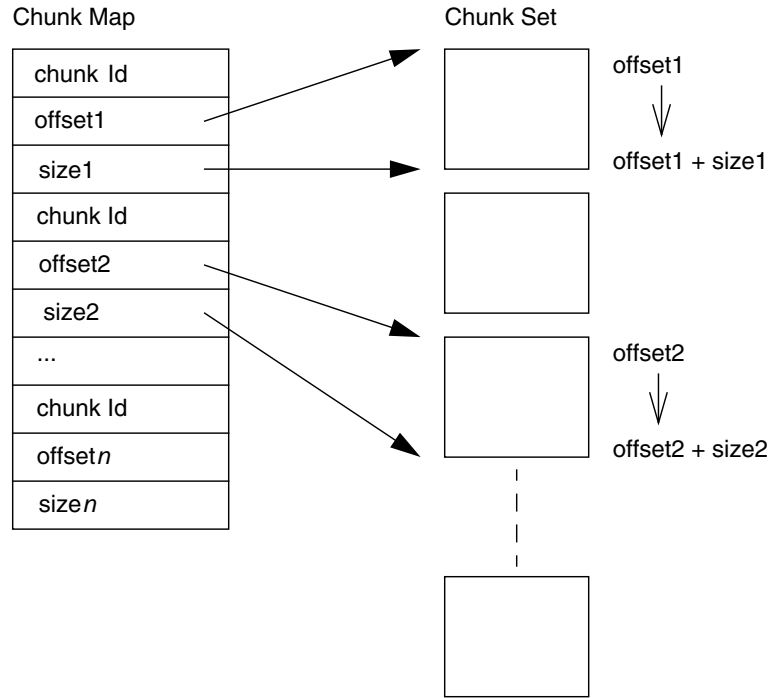 Chunk Map
chunk Id
offset1
size1
chunk Id
offset2
size2
...
chunk Id
offsetn
sizen
Chunk Set
offset1
offset1 + size1
offset2
offset2 + size2